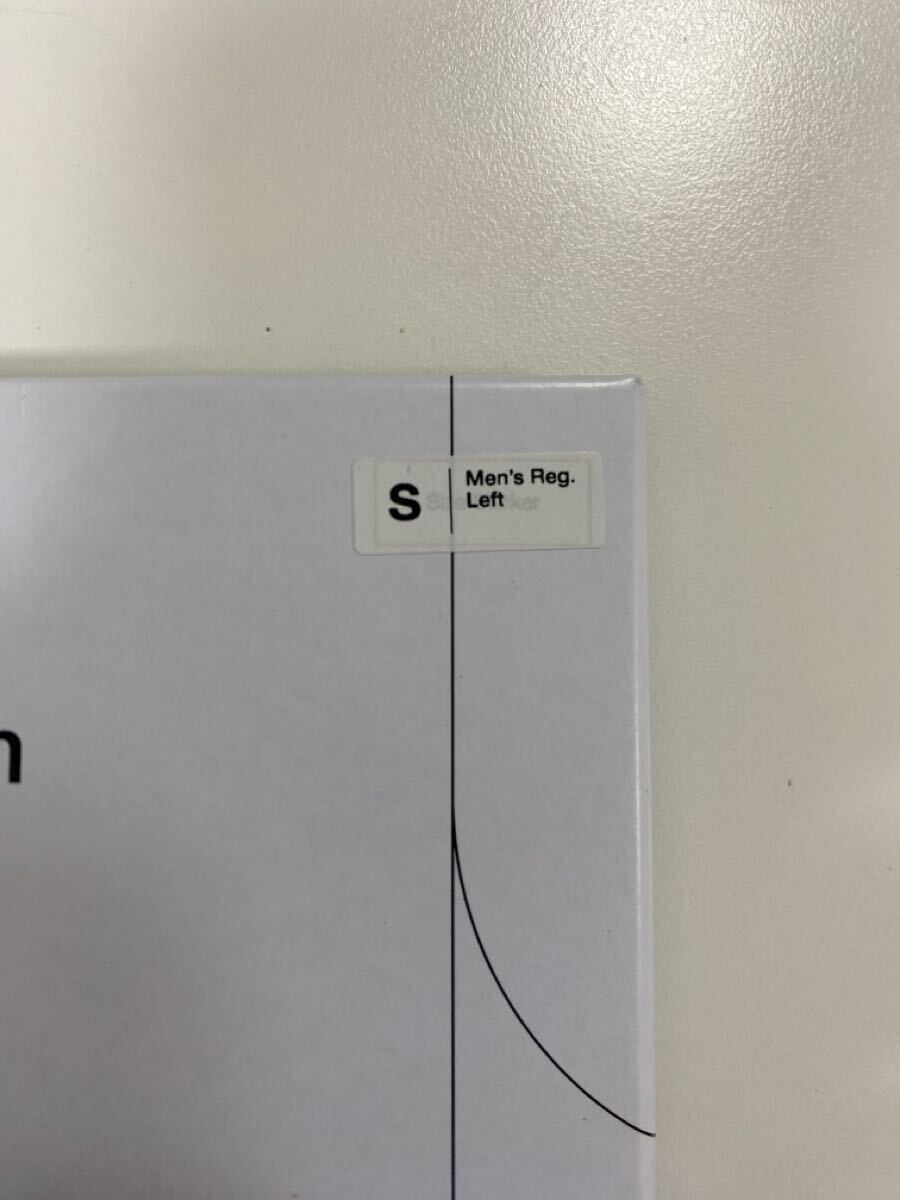 S
Men's Reg.
Left
n